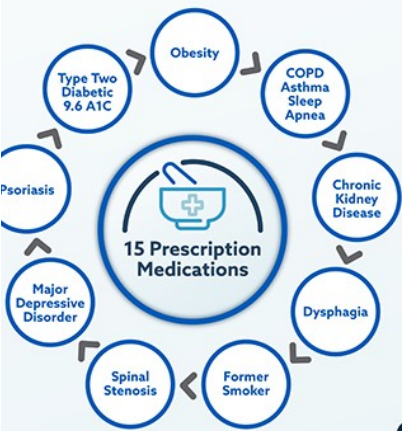 Obesity
COPD
Asthma
Sleep
Apnea
Chronic
Kidney
Disease
Dysphagia
Former
Smoker
Spinal
Stenosis
Major
Depressive
Disorder
Psoriasis
Type Two
Diabetic
9.6 A1C
15 Prescription
Medications